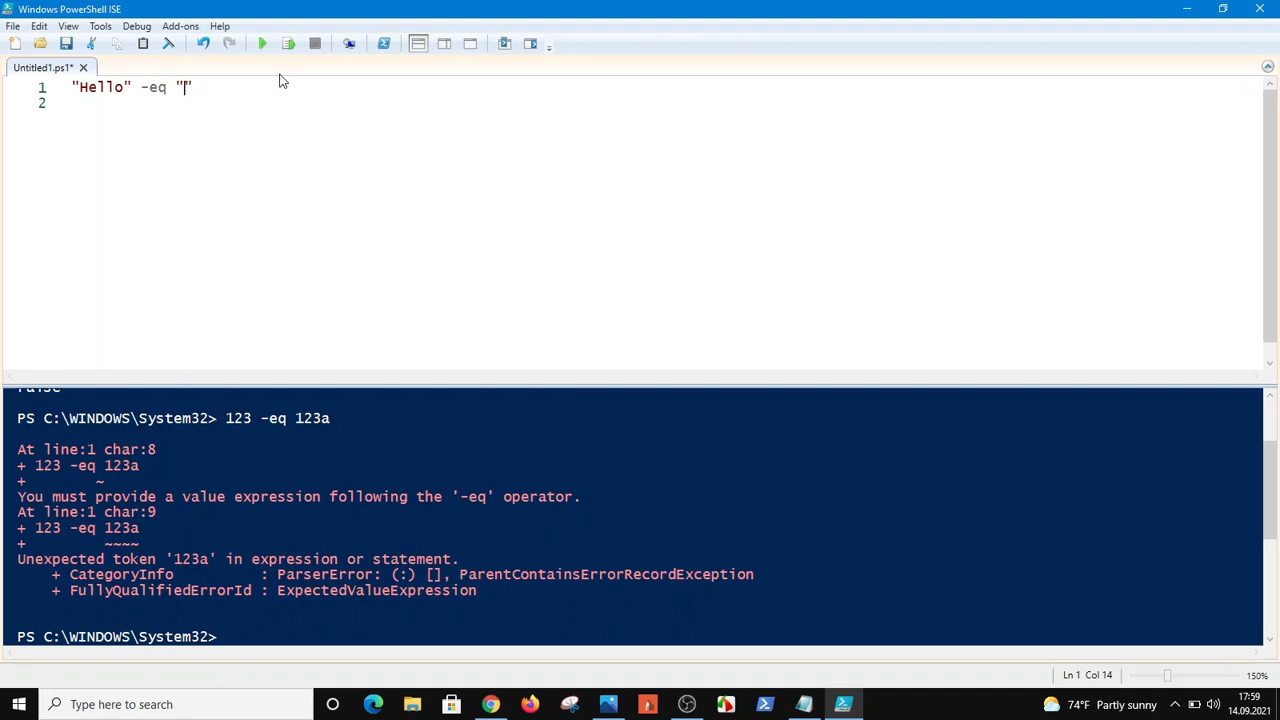 Windows PowerShell ISE
File Edit View Tools Debug Add-ons Help
Untitled1.ps1*
1 "Hello" -eq ""
2
False
PS C:\WINDOWS\System32> 123 -eq 123a
At line:1 char:8
+ 123 -eq 123a
+        ~
You must provide a value expression following the '-eq' operator.
At line:1 char:9
+ 123 -eq 123a
+         ~~~~
Unexpected token '123a' in expression or statement.
    + CategoryInfo          : ParserError: (:) [], ParentContainsErrorRecordException
    + FullyQualifiedErrorId : ExpectedValueExpression
PS C:\WINDOWS\System32>
Ln 1 Col 14 150%
Type here to search
74°F Partly sunny
17:59
14.09.2021